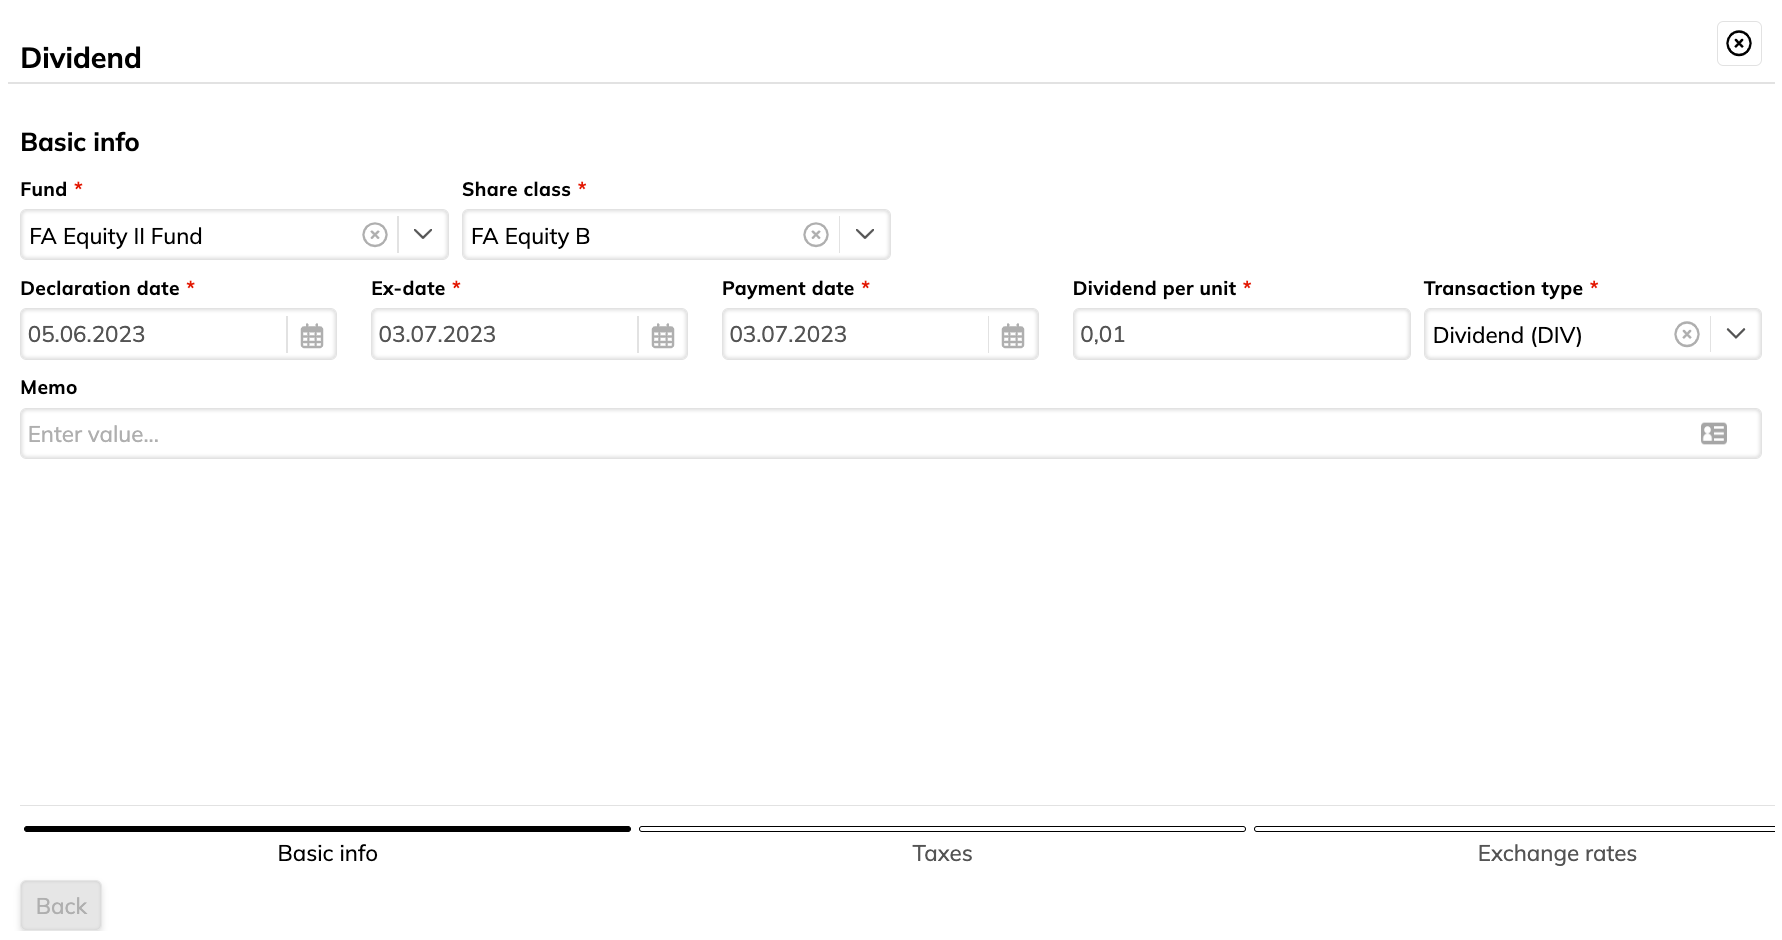 Dividend
Basic info
Fund * Share class *
FA Equity II Fund FA Equity B
Declaration date * Ex-date * Payment date * Dividend per unit * Transaction type *
05.06.2023 03.07.2023 03.07.2023 0,01 Dividend (DIV)
Memo
Enter value...
Basic info Taxes Exchange rates
Back